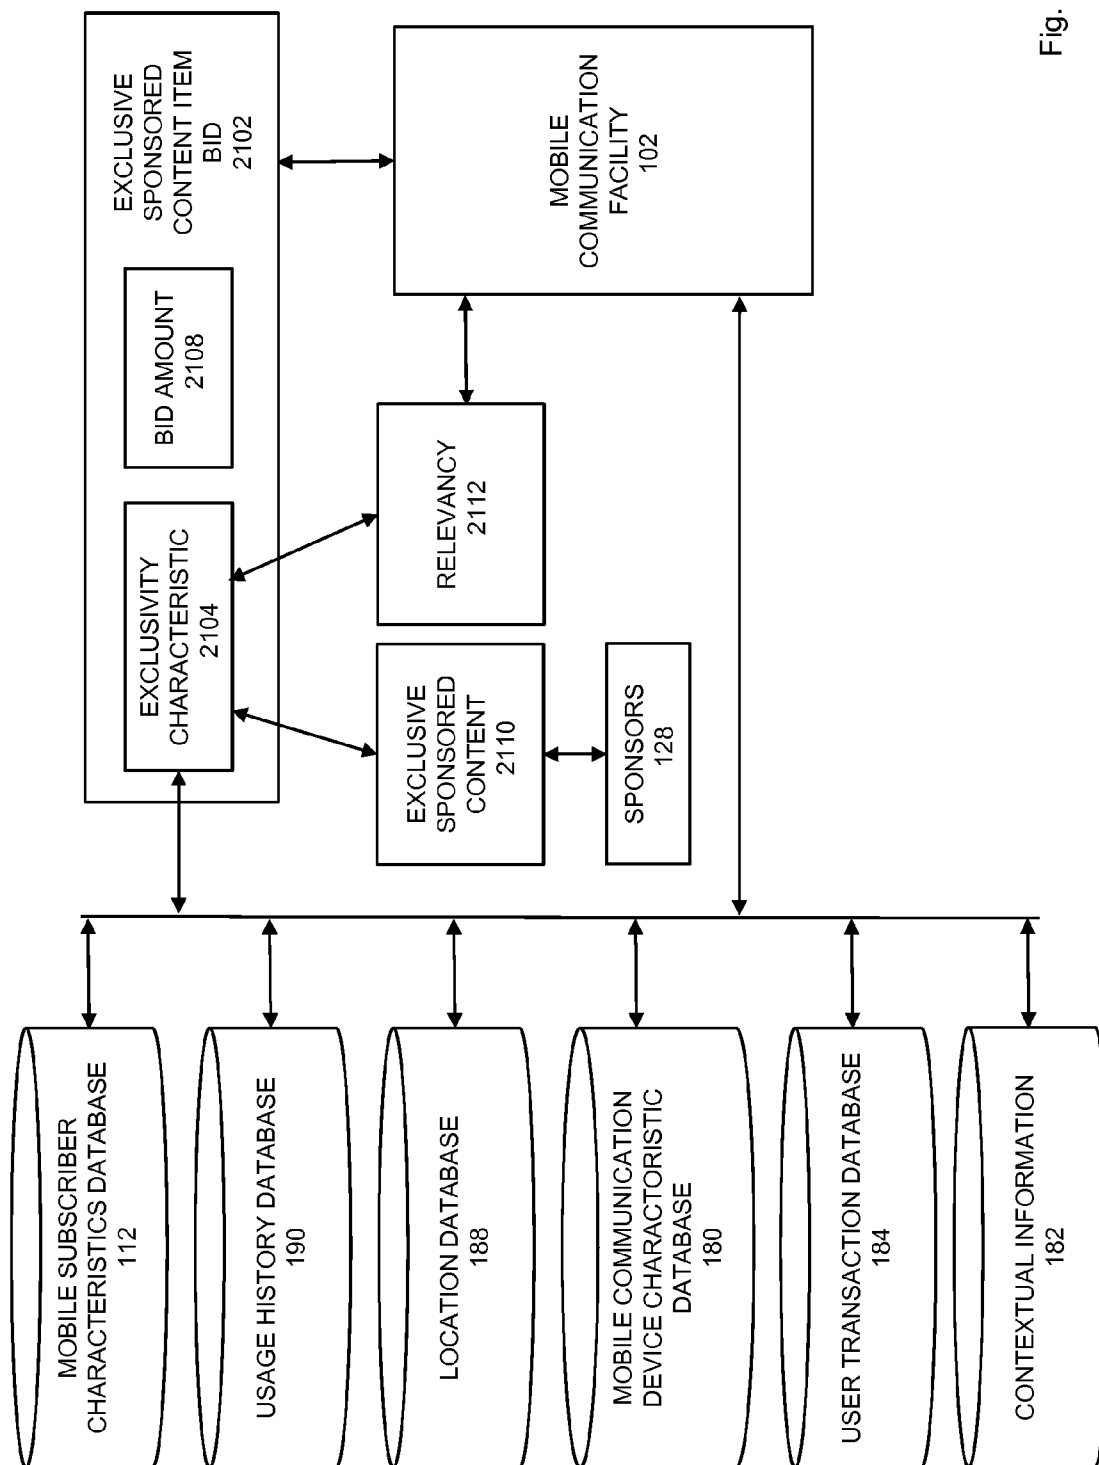 EXCLUSIVE
SPONSORED
CONTENT ITEM
BID
2102
BID AMOUNT
2108
EXCLUSIVITY
CHARACTERISTIC
2104
MOBILE
COMMUNICATION
FACILITY
102
RELEVANCY
2112
EXCLUSIVE
SPONSORED
CONTENT
2110
SPONSORS
128
MOBILE SUBSCRIBER
CHARACTERISTICS DATABASE
112
USAGE HISTORY DATABASE
190
LOCATION DATABASE
188
MOBILE COMMUNICATION
DEVICE CHARACTORISTIC
DATABASE
180
USER TRANSACTION DATABASE
184
CONTEXTUAL INFORMATION
182
Fig.